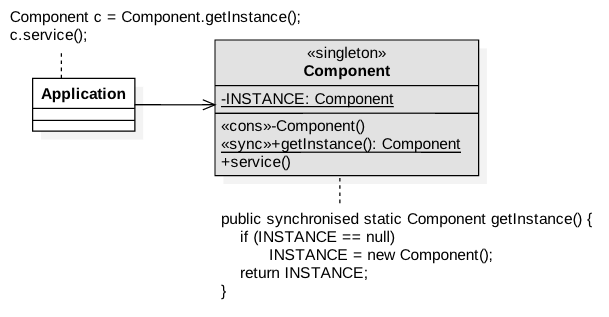 Component c = Component.getInstance();
c.service();
Application
«singleton»
Component
-INSTANCE: Component
«cons»-Component()
«sync»+getInstance(): Component
+service()
public synchronised static Component getInstance() {
if (INSTANCE == null)
INSTANCE = new Component();
return INSTANCE;
}